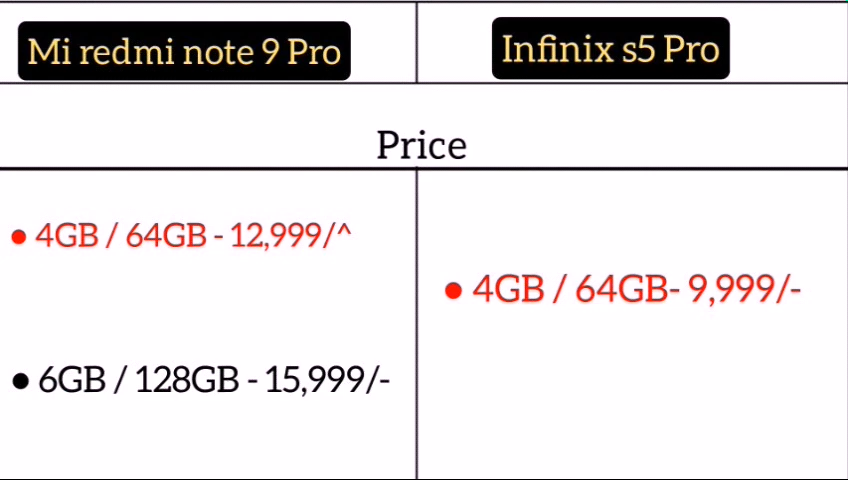 Mi redmi note 9 Pro
Infinix s5 Pro
Price
● 4GB / 64GB - 12,999/^
● 6GB / 128GB - 15,999/-
● 4GB / 64GB- 9,999/-